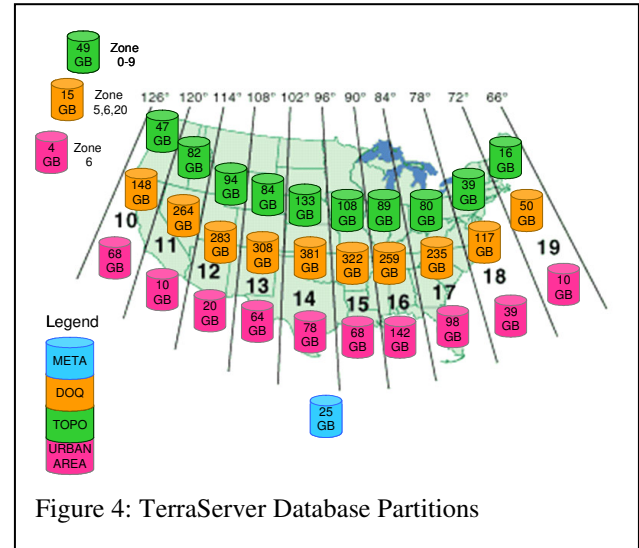 49
GB
Zone
0-9
15
GB
Zone
5,6,20
4
GB
Zone
6
126° 120° 114° 108° 102° 96° 90° 84° 78° 72° 66°
47
GB
82
GB
94
GB
84
GB
133
GB
108
GB
89
GB
80
GB
39
GB
16
GB
148
GB
264
GB
283
GB
308
GB
381
GB
322
GB
259
GB
235
GB
117
GB
50
GB
10
11
12
13
14
15
16
17
18
19
68
GB
10
GB
20
GB
64
GB
78
GB
68
GB
142
GB
98
GB
39
GB
10
GB
Legend
META
DOQ
TOPO
URBAN
AREA
25
GB
Figure 4: TerraServer Database Partitions